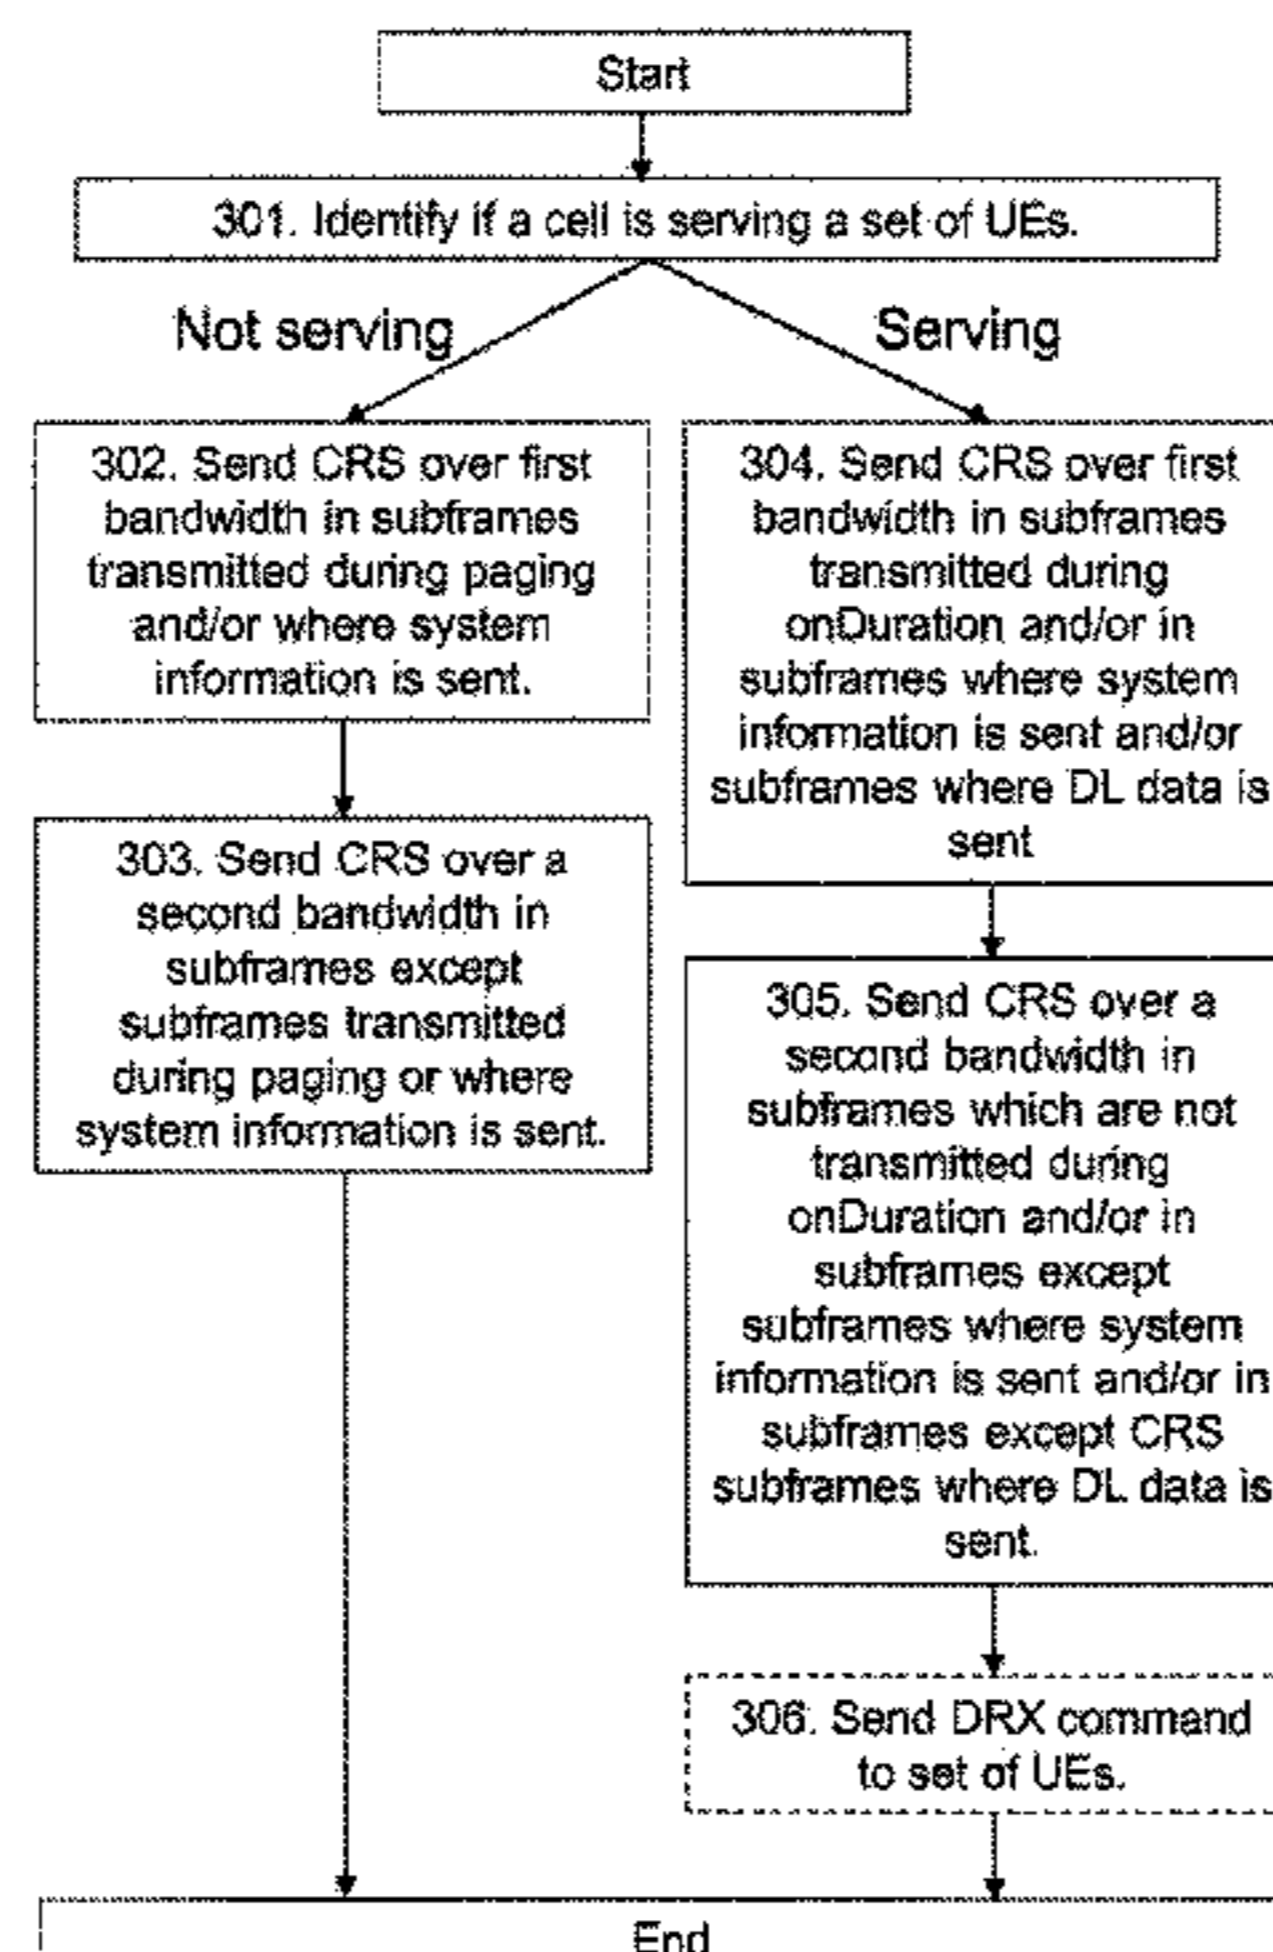 Start
301. Identify if a cell is serving a set of UEs.
Not serving
Serving
302. Send CRS over first
bandwidth in subframes
transmitted during paging
and/or where system
information is sent.
303. Send CRS over a
second bandwidth in
subframes except
subframes transmitted
during paging or where
system information is sent.
304. Send CRS over first
bandwidth in subframes
transmitted during
onDuration and/or in
subframes where system
information is sent and/or
subframes where DL data is
sent
305. Send CRS over a
second bandwidth in
subframes which are not
transmitted during
onDuration and/or in
subframes except
subframes where system
information is sent and/or in
subframes except CRS
subframes where DL data is
sent.
306. Send DRX command
to set of UEs.
End